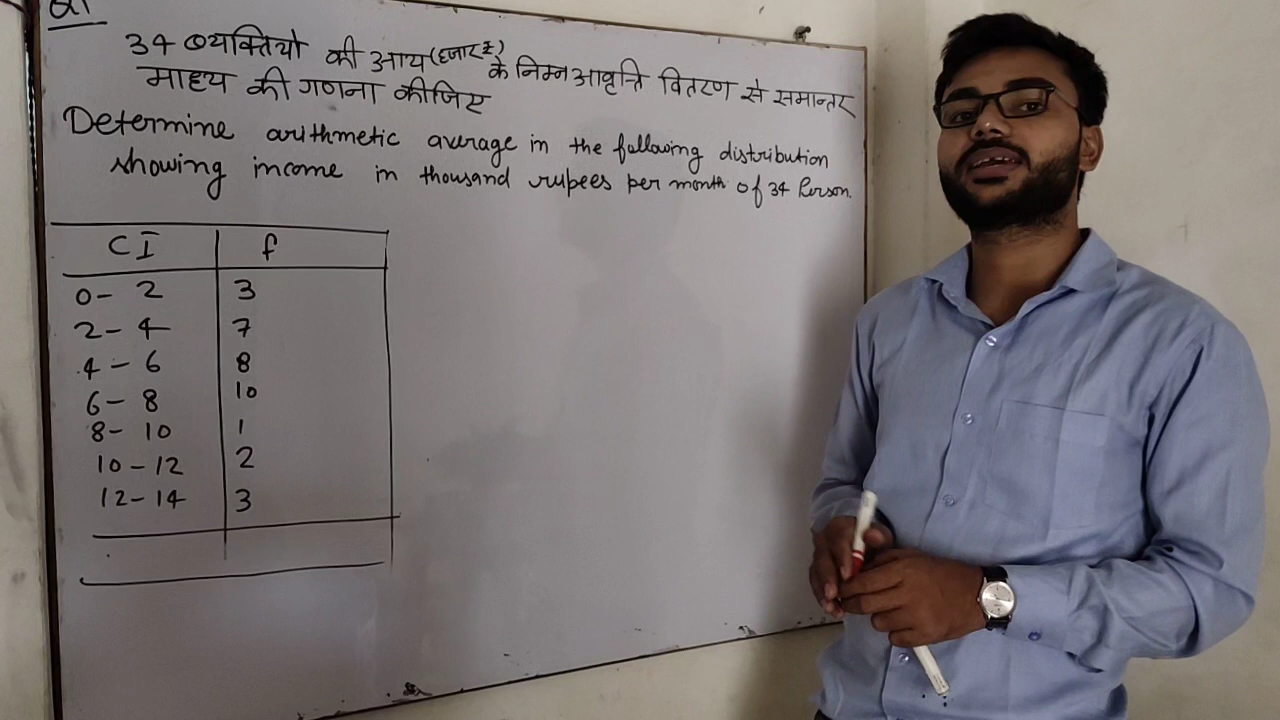 Q1
34 व्यक्तियो की आय (हजार ₹) के निम्न आवृत्ति वितरण से समान्तर
माध्य की गणना कीजिए
Determine arithmetic average in the following distribution
showing income in thousand rupees per month of 34 Person.
CI f
0- 2 3
2- 4 7
4 - 6 8
6- 8 10
8- 10 1
10-12 2
12-14 3